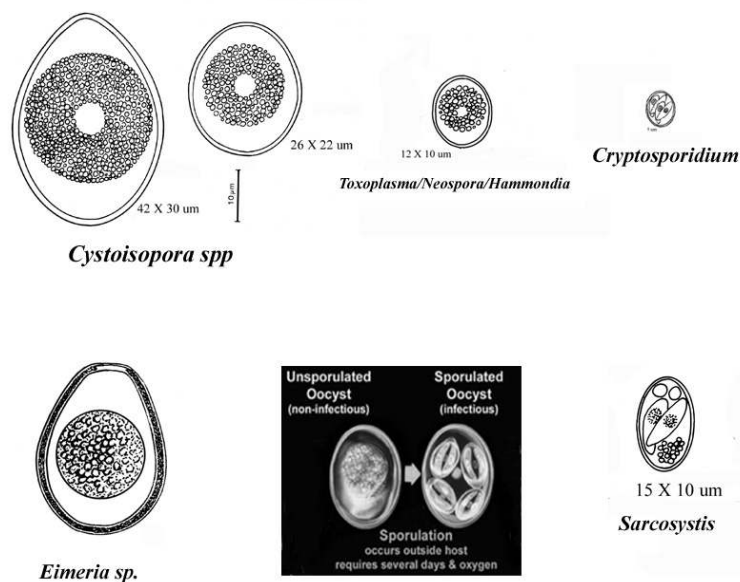 26 X 22 um
42 X 30 um
10 µm
Cystoisopora spp
12 X 10 um
Toxoplasma/Neospora/Hammondia
Cryptosporidium
Eimeria sp.
Unsporulated
Oocyst
(non-infectious)
Sporulated
Oocyst
(infectious)
Sporulation
occurs outside host
requires several days & oxygen
15 X 10 um
Sarcosystis